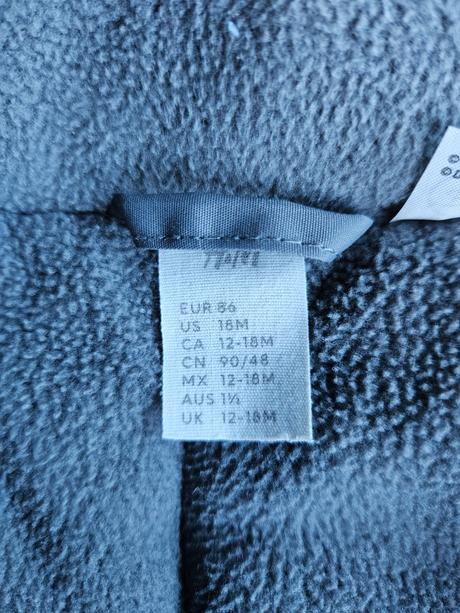 ©
©D
EUR 86
US 18M
CA 12-18M
CN 90/48
MX 12-18M
AUS 1½
UK 12-18M